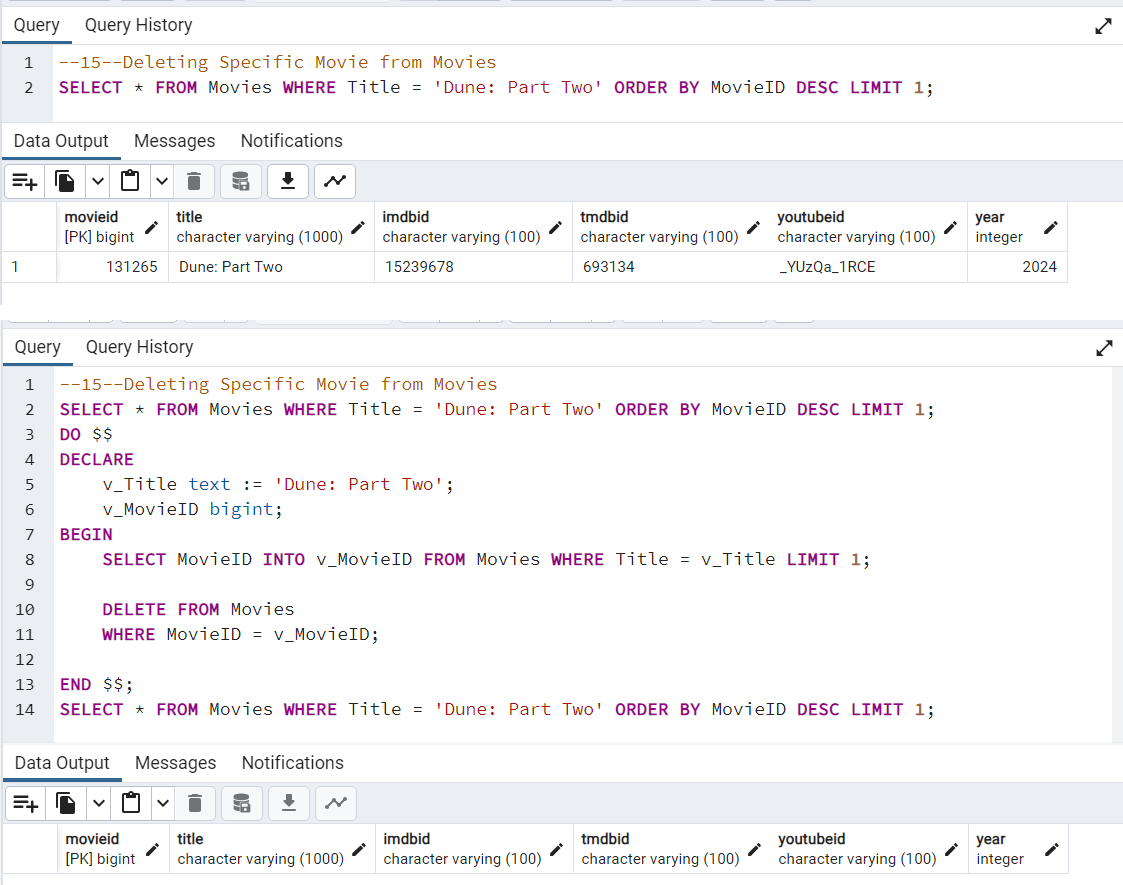 Query Query History
1 --15--Deleting Specific Movie from Movies
2 SELECT * FROM Movies WHERE Title = 'Dune: Part Two' ORDER BY MovieID DESC LIMIT 1;
Data Output Messages Notifications
movieid title imdbid tmdbid youtubeid year
[PK] bigint character varying (1000) character varying (100) character varying (100) character varying (100) integer
1 131265 Dune: Part Two 15239678 693134 _YUzQa_1RCE 2024
Query Query History
1 --15--Deleting Specific Movie from Movies
2 SELECT * FROM Movies WHERE Title = 'Dune: Part Two' ORDER BY MovieID DESC LIMIT 1;
3 DO $$
4 DECLARE
5 v_Title text := 'Dune: Part Two';
6 v_MovieID bigint;
7 BEGIN
8 SELECT MovieID INTO v_MovieID FROM Movies WHERE Title = v_Title LIMIT 1;
9
10 DELETE FROM Movies
11 WHERE MovieID = v_MovieID;
12
13 END $$;
14 SELECT * FROM Movies WHERE Title = 'Dune: Part Two' ORDER BY MovieID DESC LIMIT 1;
Data Output Messages Notifications
movieid title imdbid tmdbid youtubeid year
[PK] bigint character varying (1000) character varying (100) character varying (100) character varying (100) integer